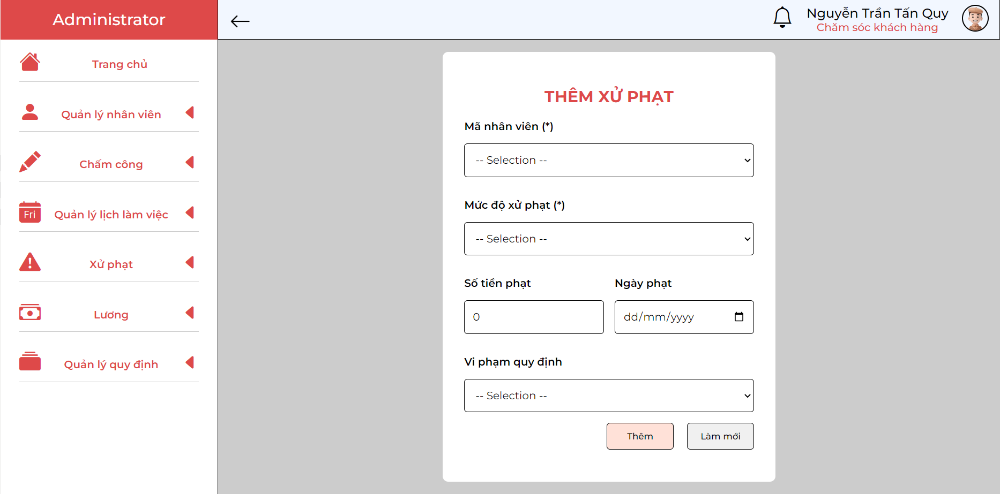 Administrator
Nguyễn Trần Tấn Quy
Chăm sóc khách hàng
Trang chủ
Quản lý nhân viên
Chấm công
Fri
Quản lý lịch làm việc
Xử phạt
Lương
Quản lý quy định
THÊM XỬ PHẠT
Mã nhân viên (*)
-- Selection --
Mức độ xử phạt (*)
-- Selection --
Số tiền phạt
Ngày phạt
0
dd/mm/yyyy
Vi phạm quy định
-- Selection --
Thêm
Làm mới